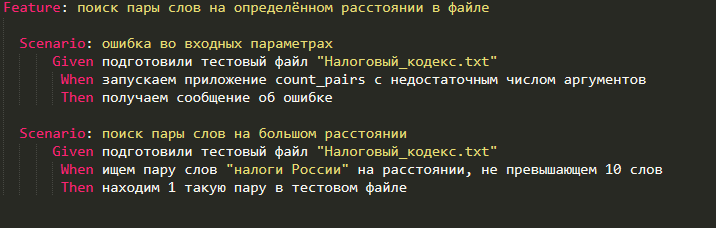 Feature: поиск пары слов на определённом расстоянии в файле
Scenario: ошибка во входных параметрах
Given подготовили тестовый файл "Налоговый_кодекс.txt"
When запускаем приложение count_pairs с недостаточным числом аргументов
Then получаем сообщение об ошибке
Scenario: поиск пары слов на большом расстоянии
Given подготовили тестовый файл "Налоговый_кодекс.txt"
When ищем пару слов "налоги России" на расстоянии, не превышающем 10 слов
Then находим 1 такую пару в тестовом файле